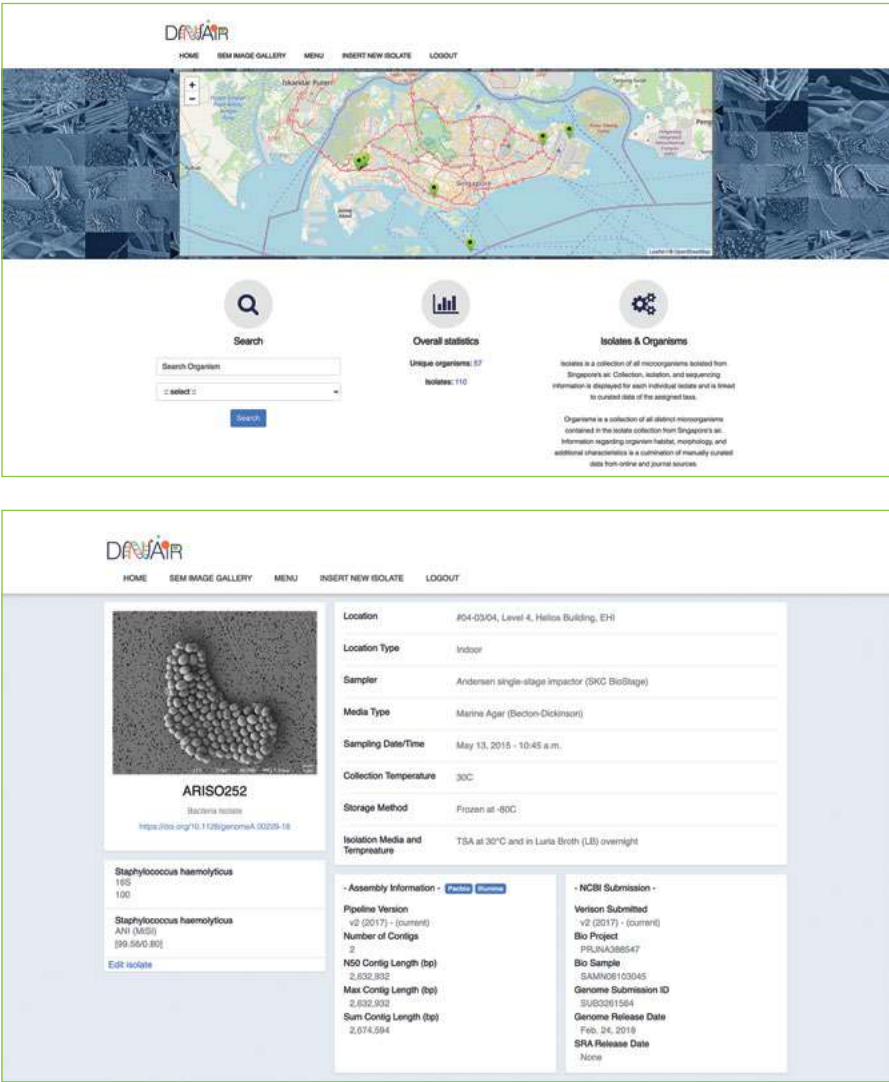 DNAIR
HOME SEM IMAGE GALLERY MENU INSERT NEW ISOLATE LOGOUT
+
−
Iskandar Puteri
Singapore
Leaflet | © OpenStreetMap
Search
Search Organism
:: select ::
Search
Overall statistics
Unique organisms: 57
Isolates: 110
Isolates & Organisms
Isolates is a collection of all microorganisms isolated from
Singapore's air. Collection, isolation, and sequencing
information is displayed for each individual isolate and is linked
to curated data of the assigned taxa.
Organisms is a collection of all distinct microorganisms
contained in the isolate collection from Singapore's air.
Information regarding organism habitat, morphology, and
additional characteristics is a culmination of manually curated
data from online and journal sources.
DNAIR
HOME SEM IMAGE GALLERY MENU INSERT NEW ISOLATE LOGOUT
ARISO252
Bacteria Isolate
https://doi.org/10.1128/genomeA.00229-18
Staphylococcus haemolyticus
16S
100
Staphylococcus haemolyticus
ANI (MiSI)
[99.56/0.80]
Edit isolate
Location #04-03/04, Level 4, Helios Building, EHI
Location Type Indoor
Sampler Andersen single-stage impactor (SKC BioStage)
Media Type Marine Agar (Becton-Dickinson)
Sampling Date/Time May 13, 2015 - 10:45 a.m.
Collection Temperature 30C
Storage Method Frozen at -80C
Isolation Media and
Tempreature TSA at 30°C and in Luria Broth (LB) overnight
- Assembly Information - Pacbio Illumina
Pipeline Version
v2 (2017) - (current)
Number of Contigs
2
N50 Contig Length (bp)
2,632,932
Max Contig Length (bp)
2,632,932
Sum Contig Length (bp)
2,674,594
- NCBI Submission -
Verison Submitted
v2 (2017) - (current)
Bio Project
PRJNA388547
Bio Sample
SAMN08103045
Genome Submission ID
SUB3261564
Genome Release Date
Feb. 24, 2018
SRA Release Date
None